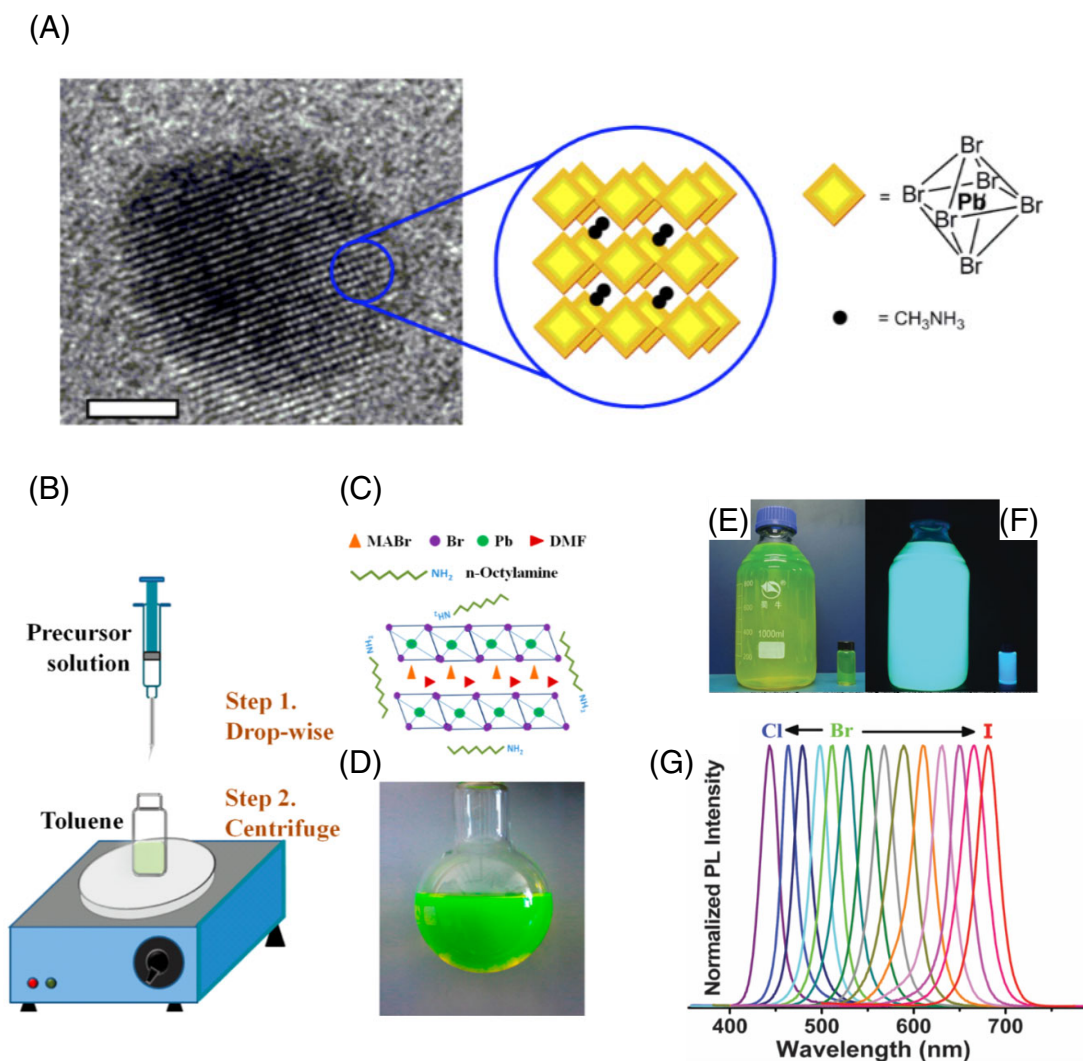 (A)
Br
Br
Br
Pb
Br
Br
Br
=
= CH₃NH₃
(B)
Precursor
solution
Step 1.
Drop-wise
Toluene
Step 2.
Centrifuge
(C)
MABr
Br
Pb
DMF
NH₂
n-Octylamine
NH₂
NH₂
NH₂
NH₂
NH₂
(D)
(E)
1000ml
(F)
(G)
Cl
Br
I
Normalized PL Intensity
400
500
600
700
Wavelength (nm)